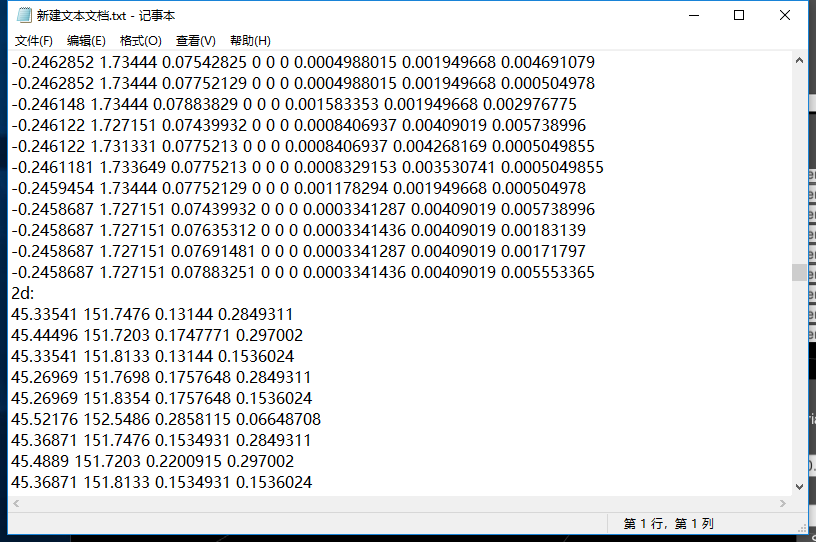 新建文本文档.txt - 记事本
文件(F) 编辑(E) 格式(O) 查看(V) 帮助(H)
-0.2462852 1.73444 0.07542825 0 0 0 0.0004988015 0.001949668 0.004691079
-0.2462852 1.73444 0.07752129 0 0 0 0.0004988015 0.001949668 0.000504978
-0.246148 1.73444 0.07883829 0 0 0 0.001583353 0.001949668 0.002976775
-0.246122 1.727151 0.07439932 0 0 0 0.0008406937 0.00409019 0.005738996
-0.246122 1.731331 0.0775213 0 0 0 0.0008406937 0.004268169 0.0005049855
-0.2461181 1.733649 0.0775213 0 0 0 0.0008329153 0.003530741 0.0005049855
-0.2459454 1.73444 0.07752129 0 0 0 0.001178294 0.001949668 0.000504978
-0.2458687 1.727151 0.07439932 0 0 0 0.0003341287 0.00409019 0.005738996
-0.2458687 1.727151 0.07635312 0 0 0 0.0003341436 0.00409019 0.00183139
-0.2458687 1.727151 0.07691481 0 0 0 0.0003341287 0.00409019 0.00171797
-0.2458687 1.727151 0.07883251 0 0 0 0.0003341436 0.00409019 0.005553365
2d:
45.33541 151.7476 0.13144 0.2849311
45.44496 151.7203 0.1747771 0.297002
45.33541 151.8133 0.13144 0.1536024
45.26969 151.7698 0.1757648 0.2849311
45.26969 151.8354 0.1757648 0.1536024
45.52176 152.5486 0.2858115 0.06648708
45.36871 151.7476 0.1534931 0.2849311
45.4889 151.7203 0.2200915 0.297002
45.36871 151.8133 0.1534931 0.1536024
第 1 行，第 1 列